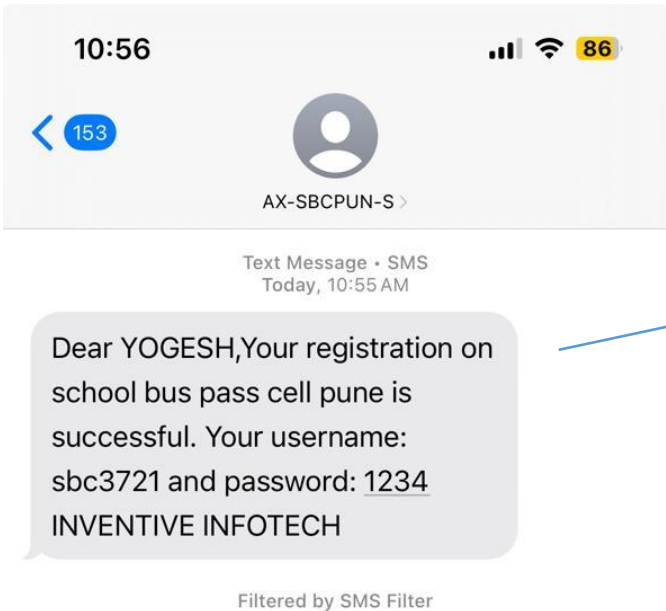 10:56
86
153
AX-SBCPUN-S
Text Message • SMS
Today, 10:55 AM
Dear YOGESH,Your registration on
school bus pass cell pune is
successful. Your username:
sbc3721 and password: 1234
INVENTIVE INFOTECH
Filtered by SMS Filter